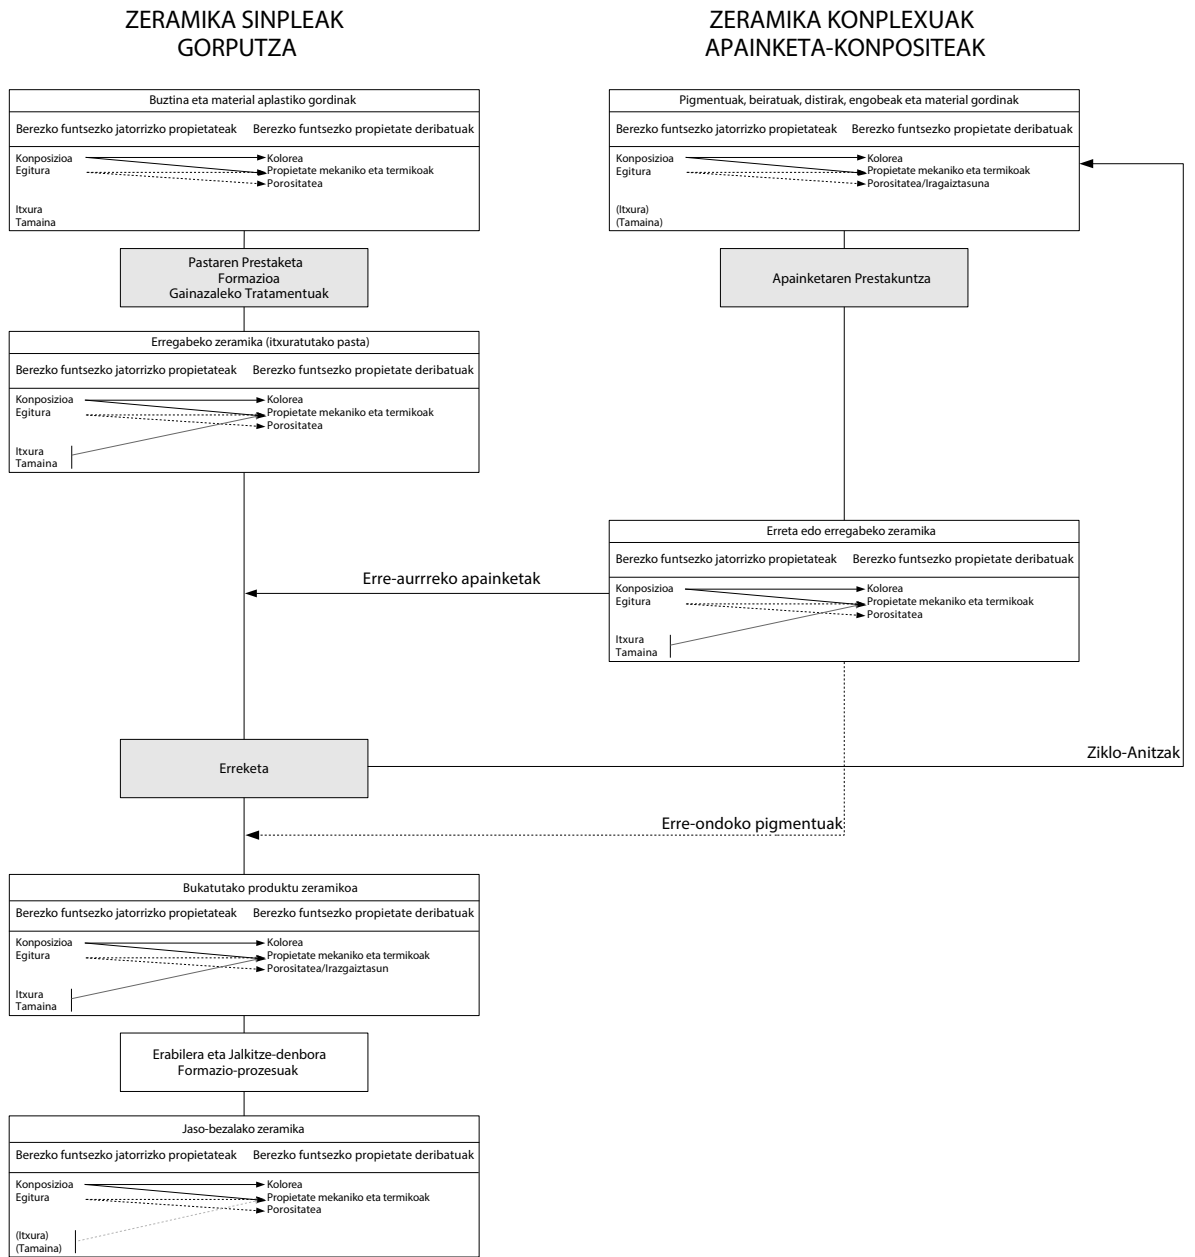 ZERAMIKA SINPLEAK
GORPUTZA
ZERAMIKA KONPLEXUAK
APAINKETA-KONPOSITEAK
Buztina eta material aplastiko gordinak
Berezko funtsezko jatorrizko propietateak Berezko funtsezko propietate deribatuak
Konposizioa Kolorea
Egitura Propietate mekaniko eta termikoak
Porositatea
Itxura
Tamaina
Pigmentuak, beiratuak, distirak, engobeak eta material gordinak
Berezko funtsezko jatorrizko propietateak Berezko funtsezko propietate deribatuak
Konposizioa Kolorea
Egitura Propietate mekaniko eta termikoak
Porositatea/Iragaiztasuna
(Itxura)
(Tamaina)
Pastaren Prestaketa
Formazioa
Gainazaleko Tratamentuak
Apainketaren Prestakuntza
Erregabeko zeramika (itxuratutako pasta)
Berezko funtsezko jatorrizko propietateak Berezko funtsezko propietate deribatuak
Konposizioa Kolorea
Egitura Propietate mekaniko eta termikoak
Porositatea
Itxura
Tamaina
Erreta edo erregabeko zeramika
Berezko funtsezko jatorrizko propietateak Berezko funtsezko propietate deribatuak
Konposizioa Kolorea
Egitura Propietate mekaniko eta termikoak
Porositatea
Itxura
Tamaina
Erre-aurrreko apainketak
Erreketa
Ziklo-Anitzak
Erre-ondoko pigmentuak
Bukatutako produktu zeramikoa
Berezko funtsezko jatorrizko propietateak Berezko funtsezko propietate deribatuak
Konposizioa Kolorea
Egitura Propietate mekaniko eta termikoak
Porositatea/Irazgaiztasun
Itxura
Tamaina
Erabilera eta Jalkitze-denbora
Formazio-prozesuak
Jaso-bezalako zeramika
Berezko funtsezko jatorrizko propietateak Berezko funtsezko propietate deribatuak
Konposizioa Kolorea
Egitura Propietate mekaniko eta termikoak
Porositatea
(Itxura)
(Tamaina)